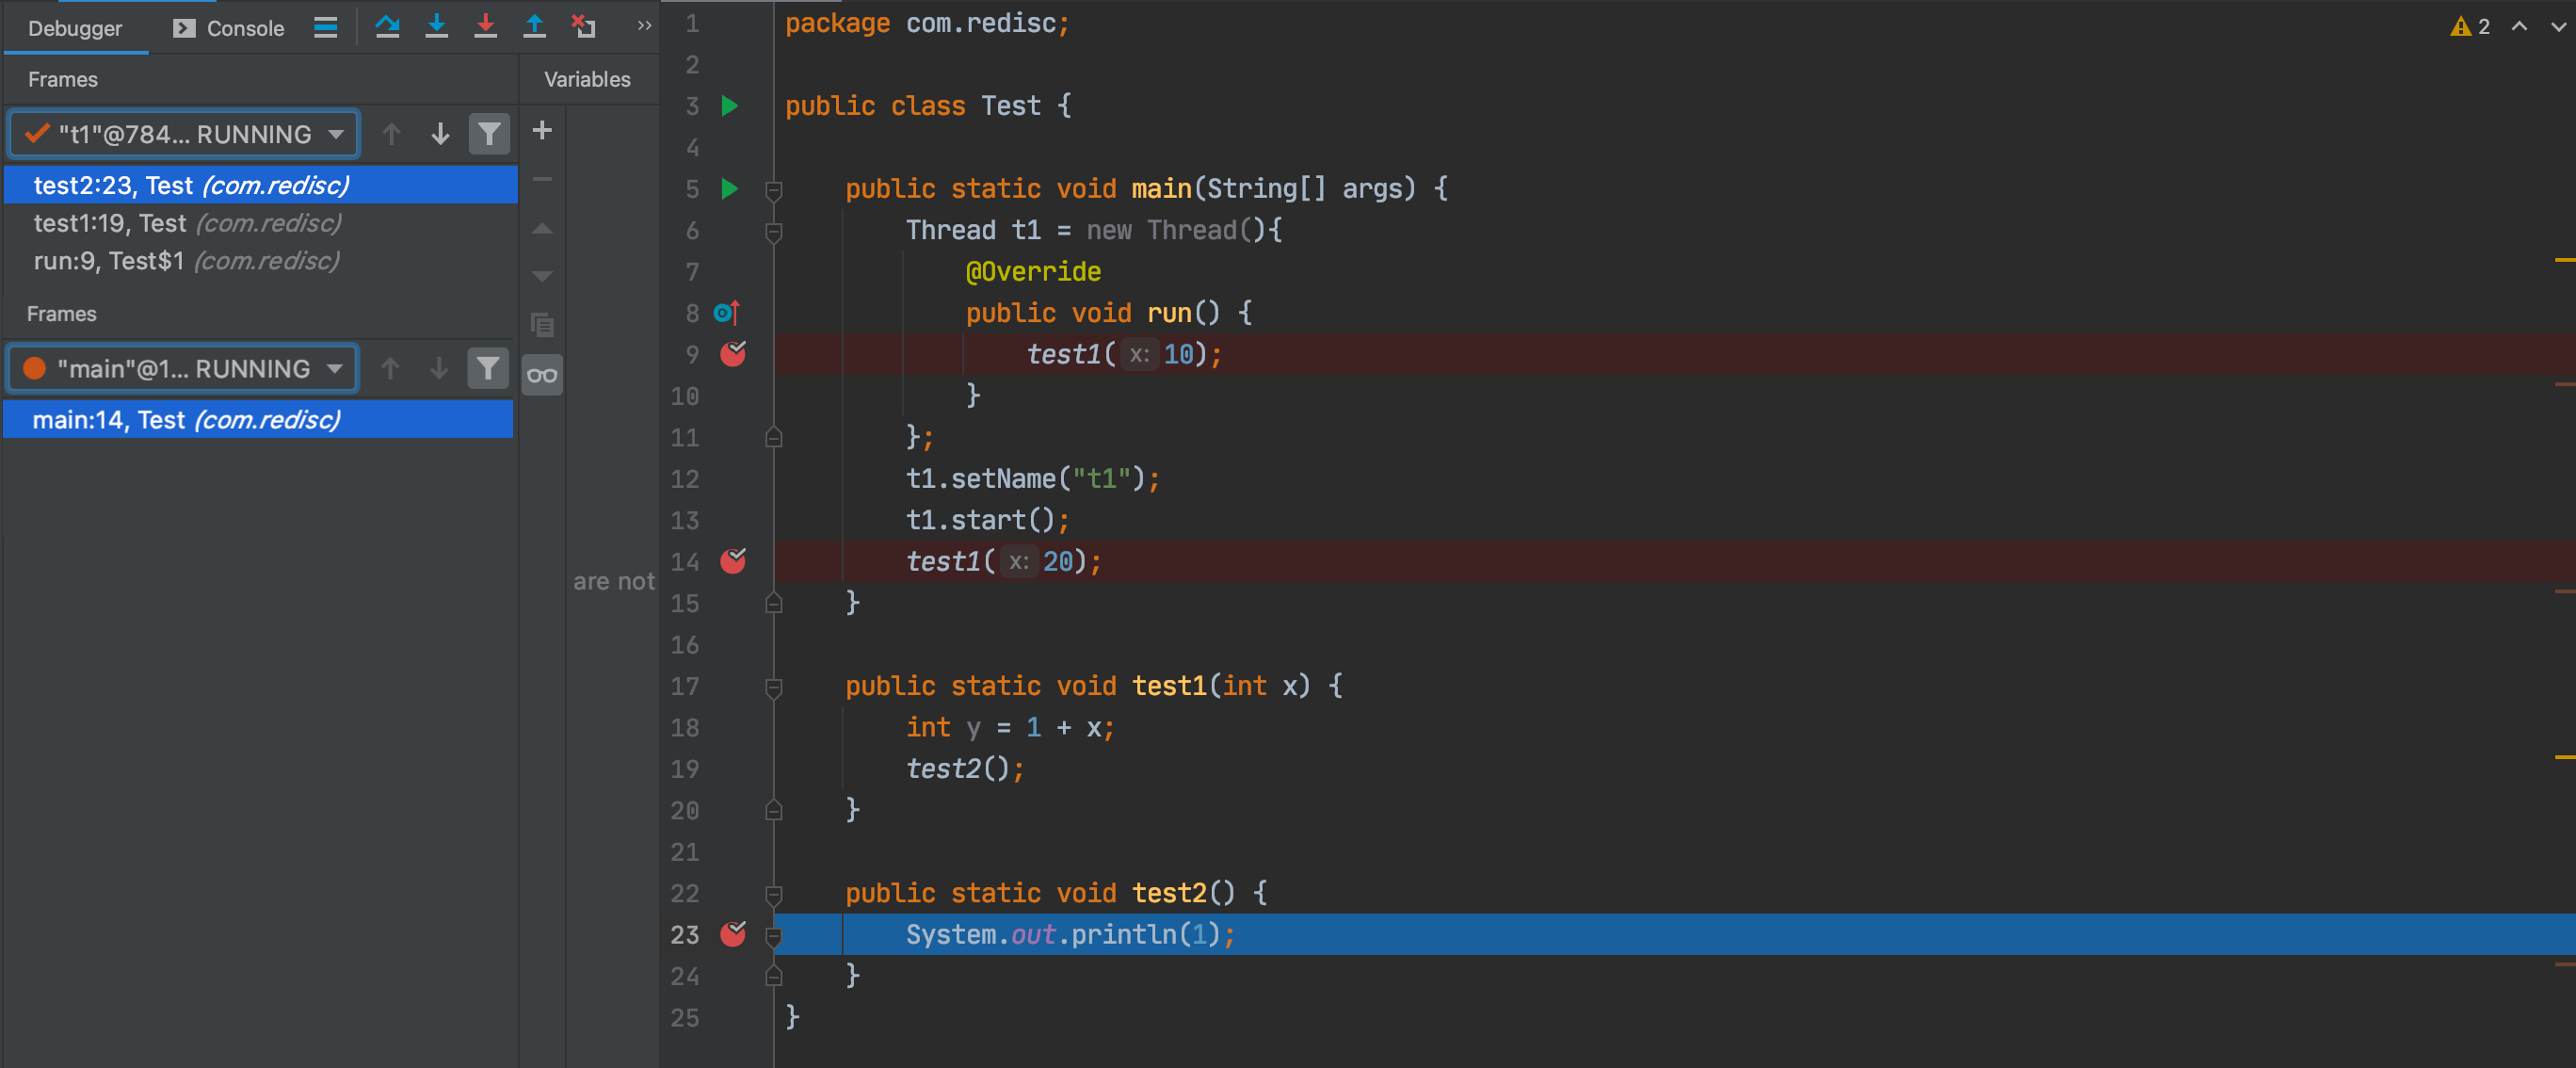 Debugger Console
Frames
Variables
"t1"@784... RUNNING
test2:23, Test (com.redisc)
test1:19, Test (com.redisc)
run:9, Test$1 (com.redisc)
Frames
"main"@1... RUNNING
main:14, Test (com.redisc)
are not
2
1 package com.redisc;
2
3 public class Test {
4
5 public static void main(String[] args) {
6 Thread t1 = new Thread(){
7 @Override
8 public void run() {
9 test1( x: 10);
10 }
11 };
12 t1.setName("t1");
13 t1.start();
14 test1( x: 20);
15 }
16
17 public static void test1(int x) {
18 int y = 1 + x;
19 test2();
20 }
21
22 public static void test2() {
23 System.out.println(1);
24 }
25 }